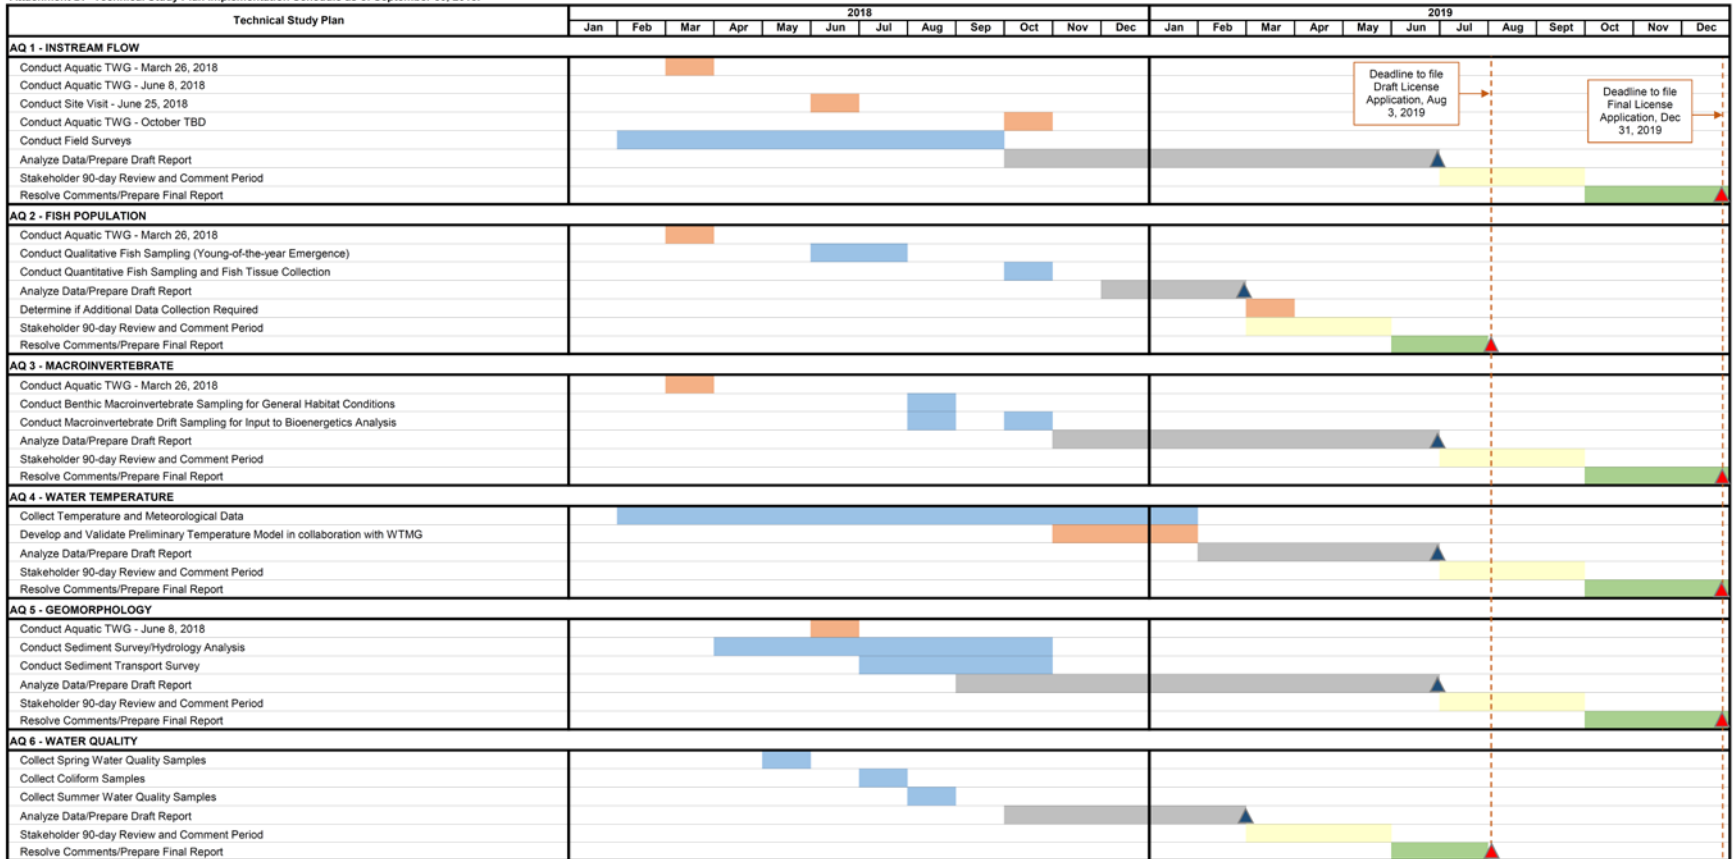 Technical Study Plan
2018
2019
Jan Feb Mar Apr May Jun Jul Aug Sep Oct Nov Dec Jan Feb Mar Apr May Jun Jul Aug Sept Oct Nov Dec
AQ 1 - INSTREAM FLOW
Conduct Aquatic TWG - March 26, 2018
Conduct Aquatic TWG - June 8, 2018
Conduct Site Visit - June 25, 2018
Conduct Aquatic TWG - October TBD
Conduct Field Surveys
Analyze Data/Prepare Draft Report
Stakeholder 90-day Review and Comment Period
Resolve Comments/Prepare Final Report
Deadline to file
Draft License
Application, Aug
3, 2019
Deadline to file
Final License
Application, Dec
31, 2019
AQ 2 - FISH POPULATION
Conduct Aquatic TWG - March 26, 2018
Conduct Qualitative Fish Sampling (Young-of-the-year Emergence)
Conduct Quantitative Fish Sampling and Fish Tissue Collection
Analyze Data/Prepare Draft Report
Determine if Additional Data Collection Required
Stakeholder 90-day Review and Comment Period
Resolve Comments/Prepare Final Report
AQ 3 - MACROINVERTEBRATE
Conduct Aquatic TWG - March 26, 2018
Conduct Benthic Macroinvertebrate Sampling for General Habitat Conditions
Conduct Macroinvertebrate Drift Sampling for Input to Bioenergetics Analysis
Analyze Data/Prepare Draft Report
Stakeholder 90-day Review and Comment Period
Resolve Comments/Prepare Final Report
AQ 4 - WATER TEMPERATURE
Collect Temperature and Meteorological Data
Develop and Validate Preliminary Temperature Model in collaboration with WTMG
Analyze Data/Prepare Draft Report
Stakeholder 90-day Review and Comment Period
Resolve Comments/Prepare Final Report
AQ 5 - GEOMORPHOLOGY
Conduct Aquatic TWG - June 8, 2018
Conduct Sediment Survey/Hydrology Analysis
Conduct Sediment Transport Survey
Analyze Data/Prepare Draft Report
Stakeholder 90-day Review and Comment Period
Resolve Comments/Prepare Final Report
AQ 6 - WATER QUALITY
Collect Spring Water Quality Samples
Collect Coliform Samples
Collect Summer Water Quality Samples
Analyze Data/Prepare Draft Report
Stakeholder 90-day Review and Comment Period
Resolve Comments/Prepare Final Report